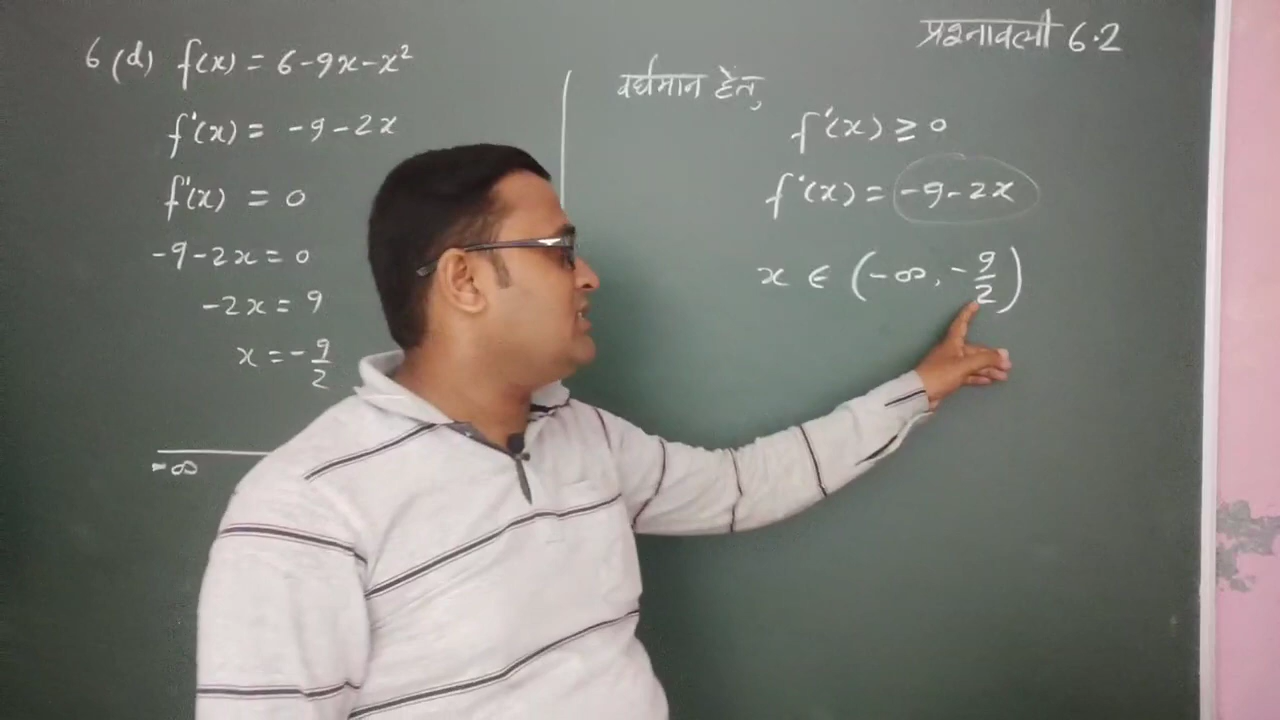 प्रश्नावली 6.2
6(d) f(x) = 6-9x-x²
f'(x) = -9-2x
f'(x) = 0
-9-2x = 0
-2x = 9
x = -9/2
-∞
वर्धमान हेतु,
f'(x) ≥ 0
f'(x) = -9-2x
x ∈ (-∞, -9/2)